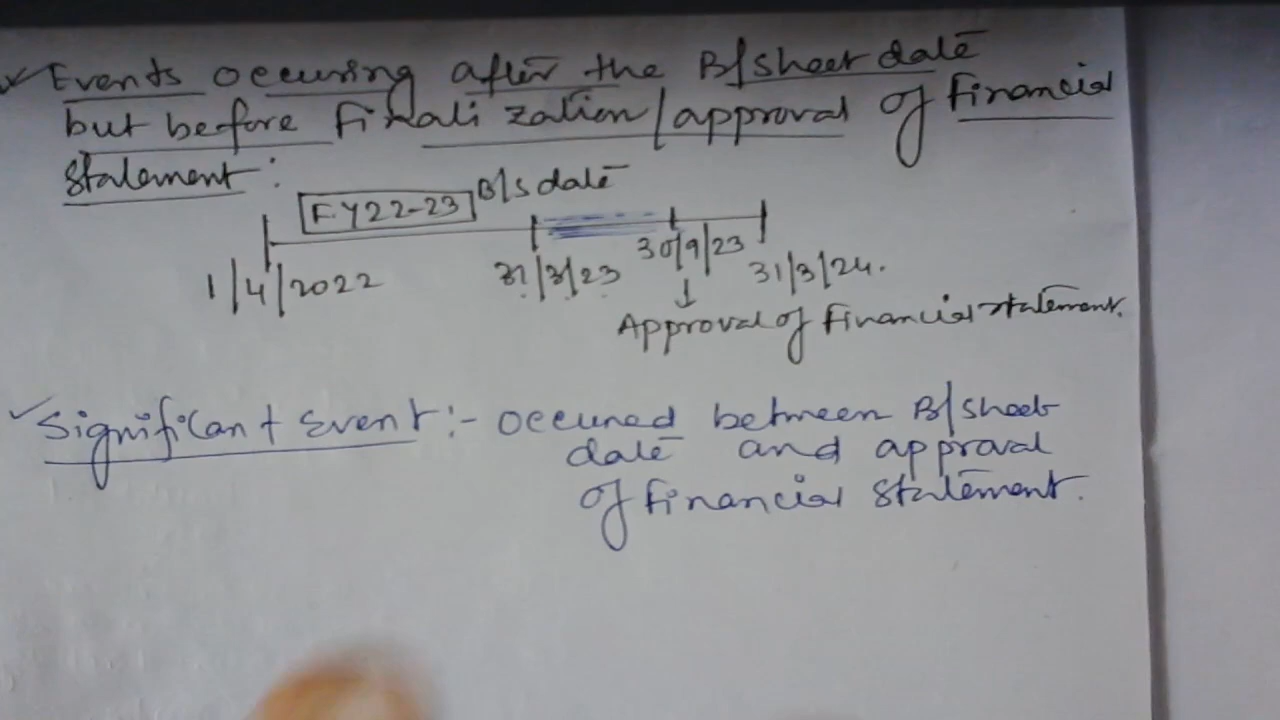 ✓ Events occuring after the B/sheet date
but before finalization/approval of financial
statement:
FY22-23 B/s date
1/4/2022 31/3/23 30/9/23 31/3/24.
↓
Approval of financial statement.
✓ Significant Event:- occured between B/sheet
date and approval
of financial statement.